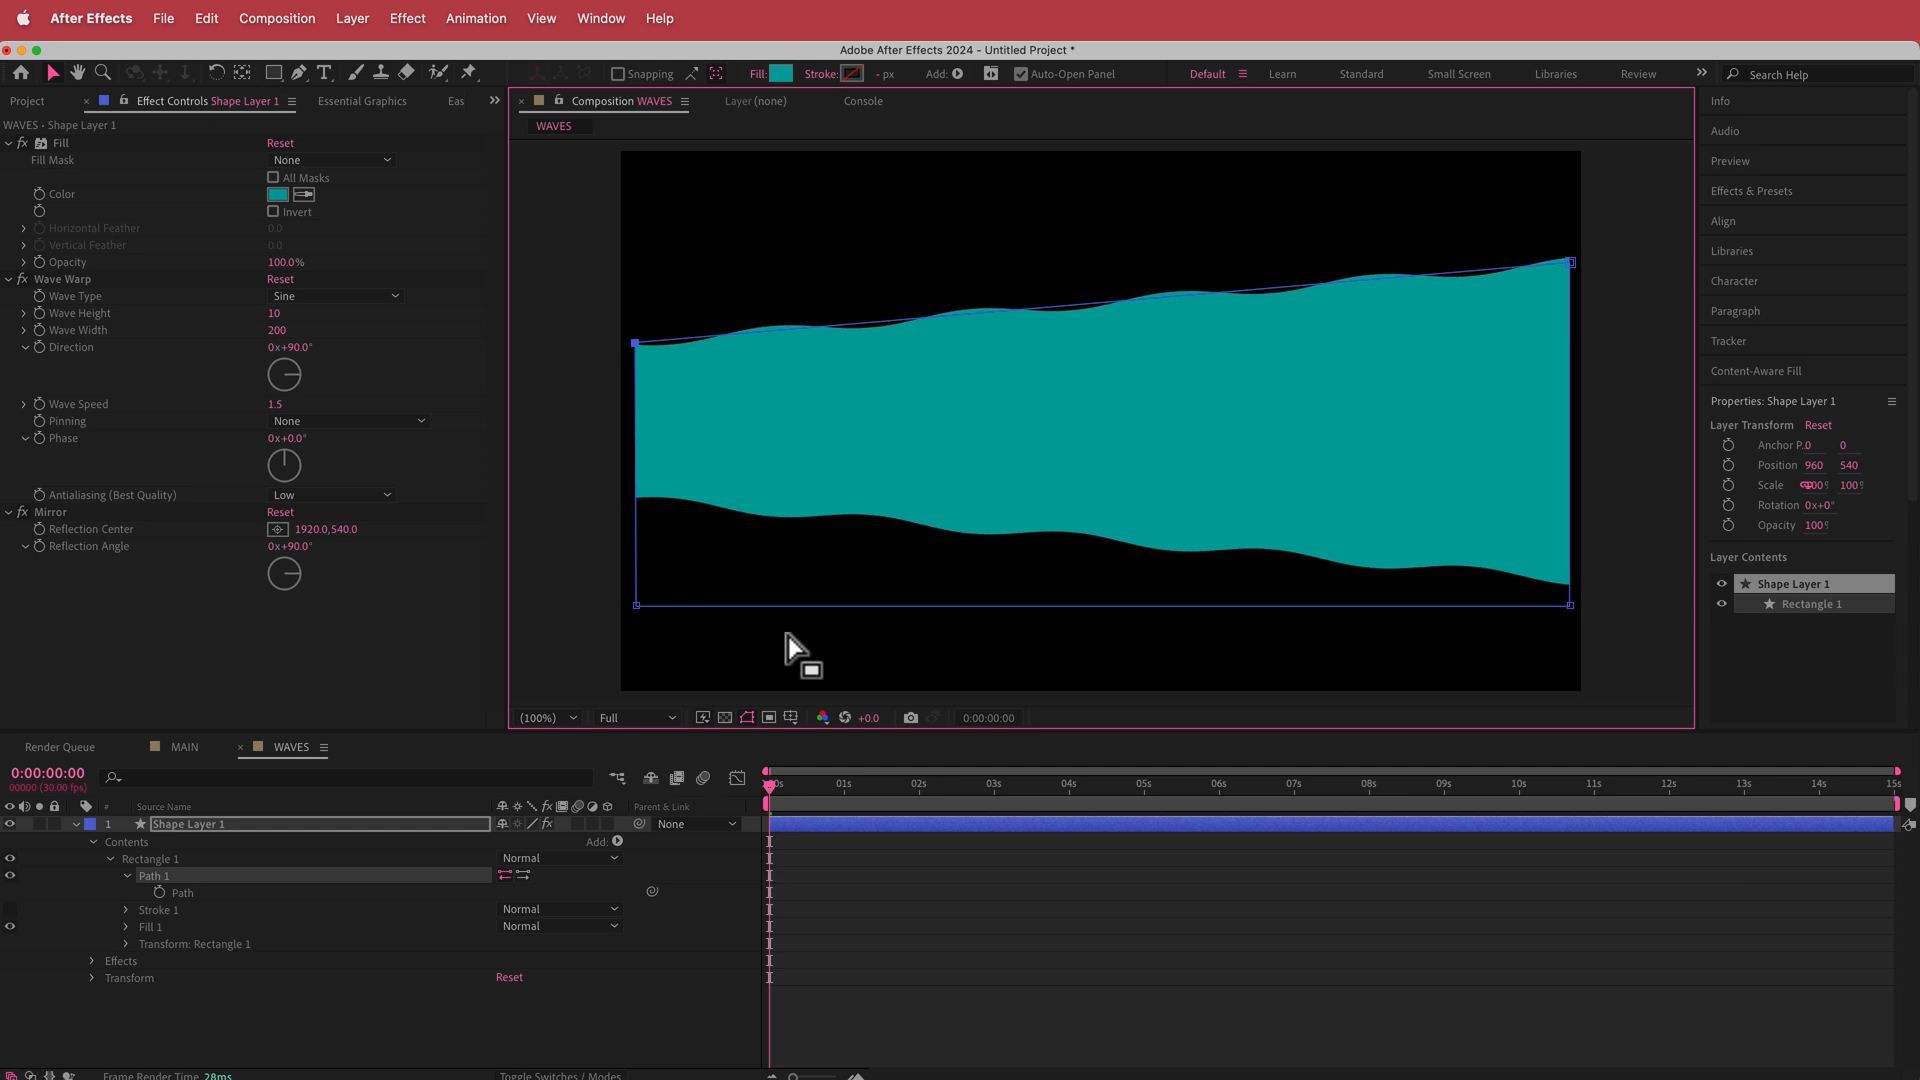 After Effects File Edit Composition Layer Effect Animation View Window Help
Adobe After Effects 2024 - Untitled Project *
Snapping Fill: Stroke: - px Add: Auto-Open Panel Default Learn Standard Small Screen Libraries Review Search Help
Project Effect Controls Shape Layer 1 Essential Graphics Eas
Composition WAVES Layer (none) Console
WAVES
WAVES • Shape Layer 1
fx Fill Reset
Fill Mask None
All Masks
Color
Invert
Horizontal Feather 0.0
Vertical Feather 0.0
Opacity 100.0%
fx Wave Warp Reset
Wave Type Sine
Wave Height 10
Wave Width 200
Direction 0x+90.0°
Wave Speed 1.5
Pinning None
Phase 0x+0.0°
Antialiasing (Best Quality) Low
fx Mirror Reset
Reflection Center 1920.0,540.0
Reflection Angle 0x+90.0°
(100%) Full +0.0 0:00:00:00
Info
Audio
Preview
Effects & Presets
Align
Libraries
Character
Paragraph
Tracker
Content-Aware Fill
Properties: Shape Layer 1
Layer Transform Reset
Anchor P. 0 0
Position 960 540
Scale 100%
Rotation 0x+0°
Opacity 100%
Layer Contents
Shape Layer 1
Rectangle 1
Render Queue MAIN WAVES
0:00:00:00
00000 (30.00 fps)
01s 02s 03s 04s 05s 06s 07s 08s 09s 10s 11s 12s 13s 14s 15s
# Source Name fx Parent & Link
1 Shape Layer 1 fx None
Contents Add:
Rectangle 1 Normal
Path 1
Path
Stroke 1 Normal
Fill 1 Normal
Transform: Rectangle 1
Effects
Transform Reset
Frame Render Time 28ms Toggle Switches / Modes